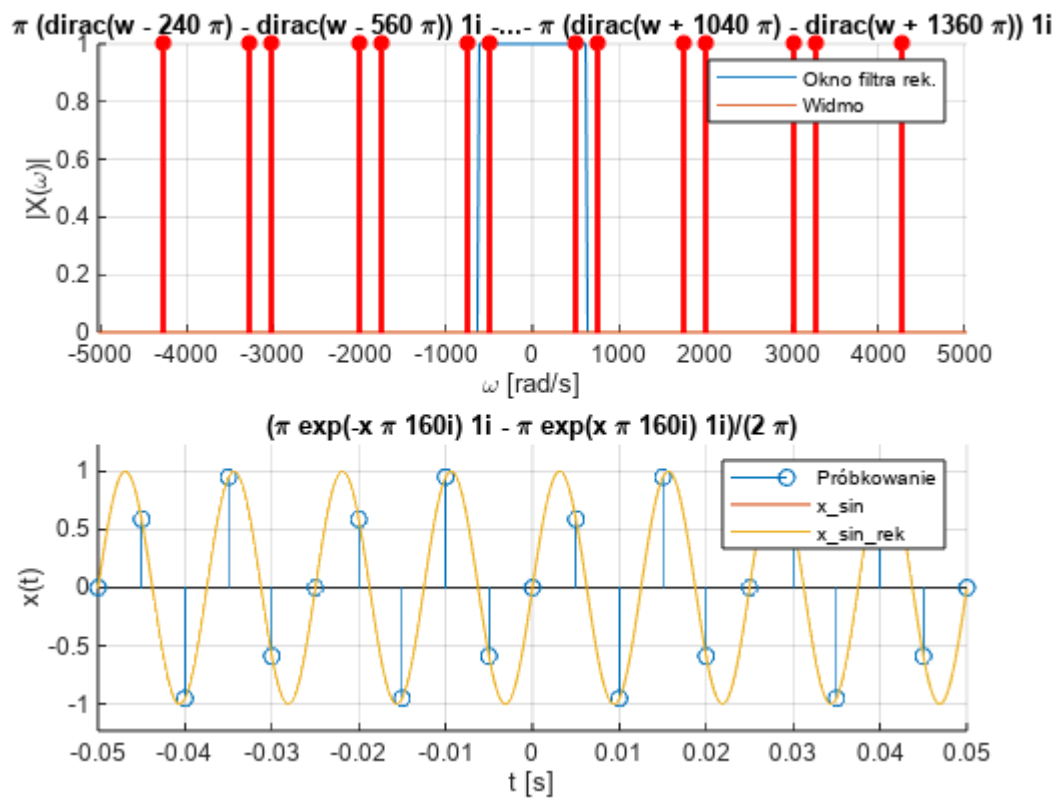 π (dirac(w - 240 π) - dirac(w - 560 π)) 1i -...- π (dirac(w + 1040 π) - dirac(w + 1360 π)) 1i
1
0.8
0.6
0.4
0.2
0
|X(ω)|
Okno filtra rek.
Widmo
-5000 -4000 -3000 -2000 -1000 0 1000 2000 3000 4000 5000
ω [rad/s]
(π exp(-x π 160i) 1i - π exp(x π 160i) 1i)/(2 π)
1
0.5
0
-0.5
-1
x(t)
Próbkowanie
x_sin
x_sin_rek
-0.05 -0.04 -0.03 -0.02 -0.01 0 0.01 0.02 0.03 0.04 0.05
t [s]